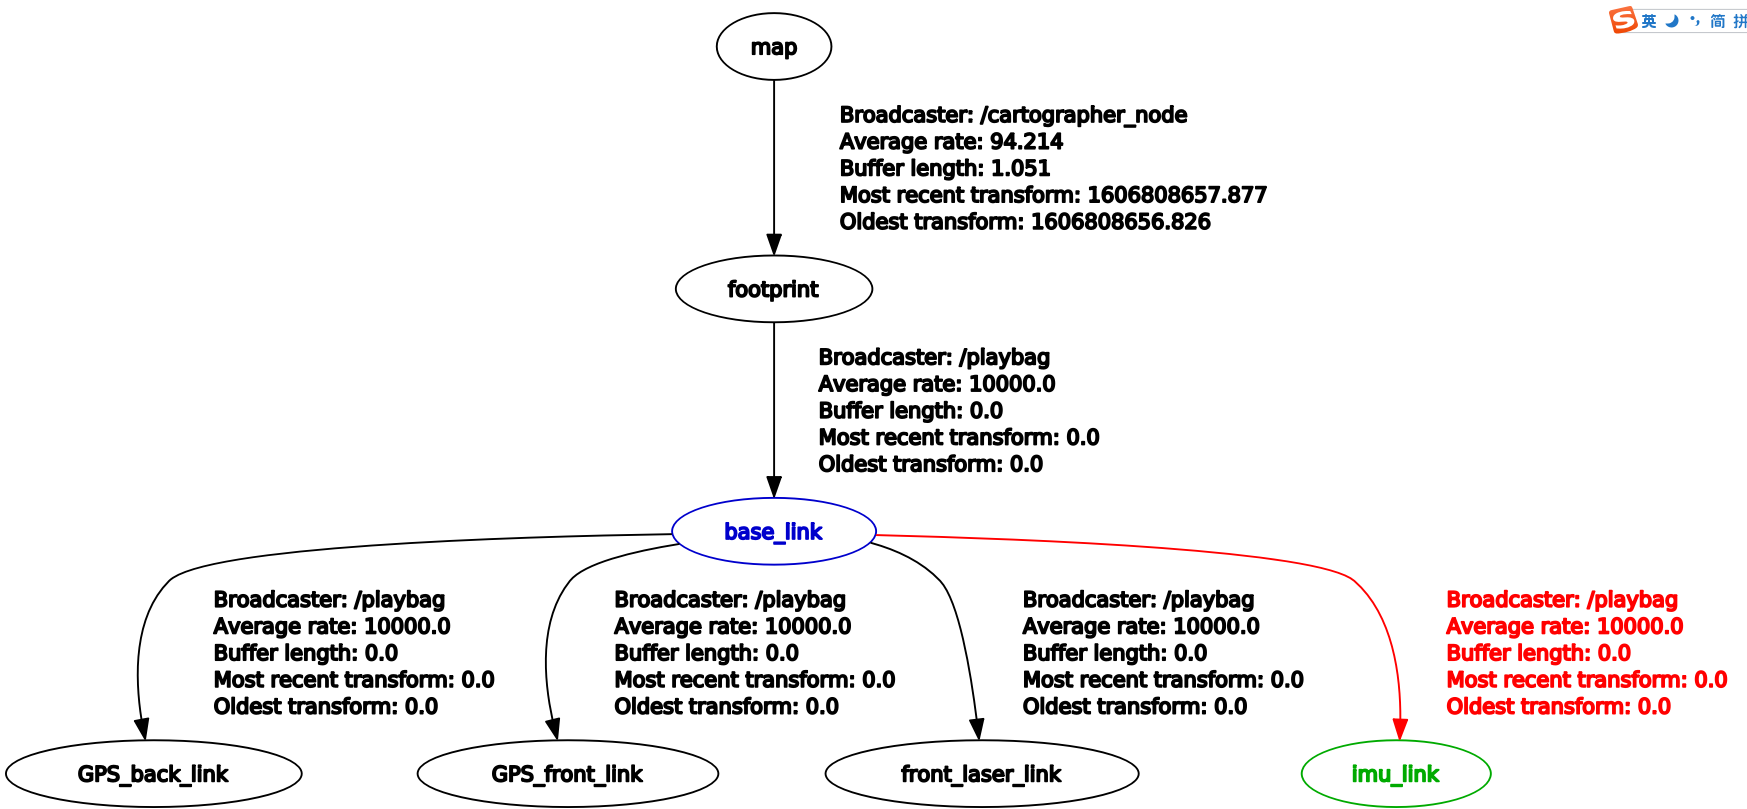 S英 简 拼
map
Broadcaster: /cartographer_node
Average rate: 94.214
Buffer length: 1.051
Most recent transform: 1606808657.877
Oldest transform: 1606808656.826
footprint
Broadcaster: /playbag
Average rate: 10000.0
Buffer length: 0.0
Most recent transform: 0.0
Oldest transform: 0.0
base_link
Broadcaster: /playbag
Average rate: 10000.0
Buffer length: 0.0
Most recent transform: 0.0
Oldest transform: 0.0
Broadcaster: /playbag
Average rate: 10000.0
Buffer length: 0.0
Most recent transform: 0.0
Oldest transform: 0.0
Broadcaster: /playbag
Average rate: 10000.0
Buffer length: 0.0
Most recent transform: 0.0
Oldest transform: 0.0
Broadcaster: /playbag
Average rate: 10000.0
Buffer length: 0.0
Most recent transform: 0.0
Oldest transform: 0.0
GPS_back_link
GPS_front_link
front_laser_link
imu_link